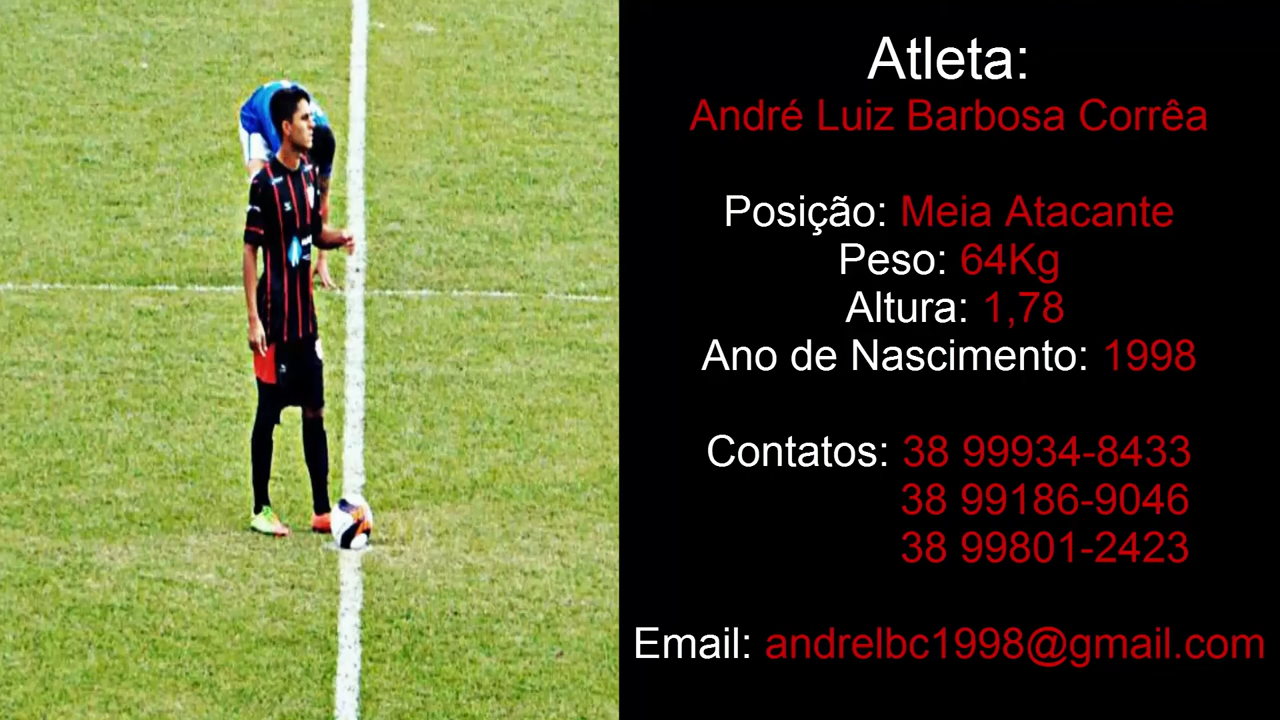 Atleta:
André Luiz Barbosa Corrêa
Posição: Meia Atacante
Peso: 64Kg
Altura: 1,78
Ano de Nascimento: 1998
Contatos: 38 99934-8433
38 99186-9046
38 99801-2423
Email: andrelbc1998@gmail.com